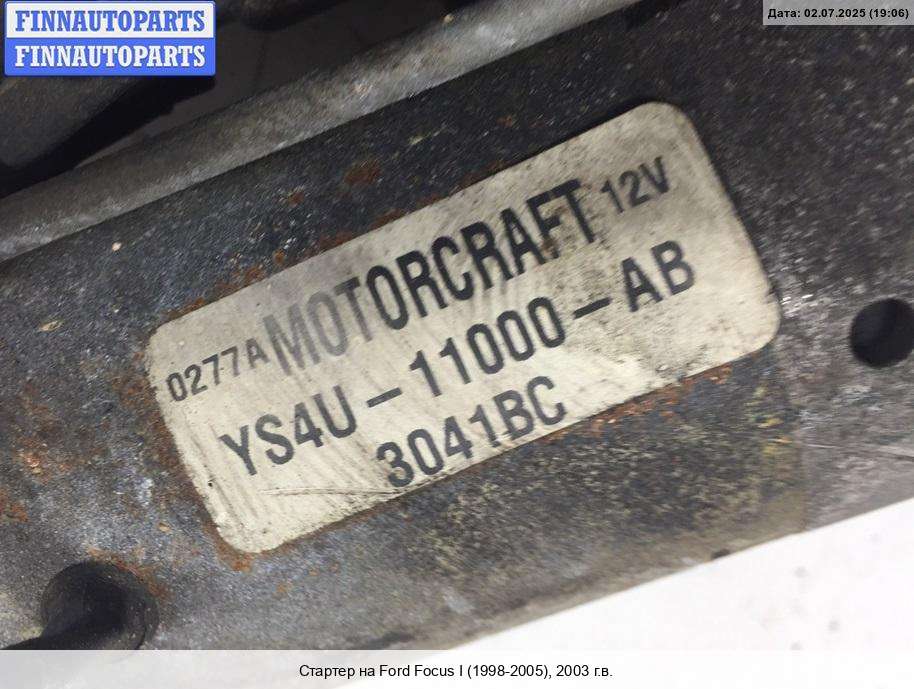 FINNAUTOPARTS
FINNAUTOPARTS
Дата: 02.07.2025 (19:06)
0277A MOTORCRAFT 12V
YS4U-11000-AB
3041BC
Стартер на Ford Focus I (1998-2005), 2003 г.в.